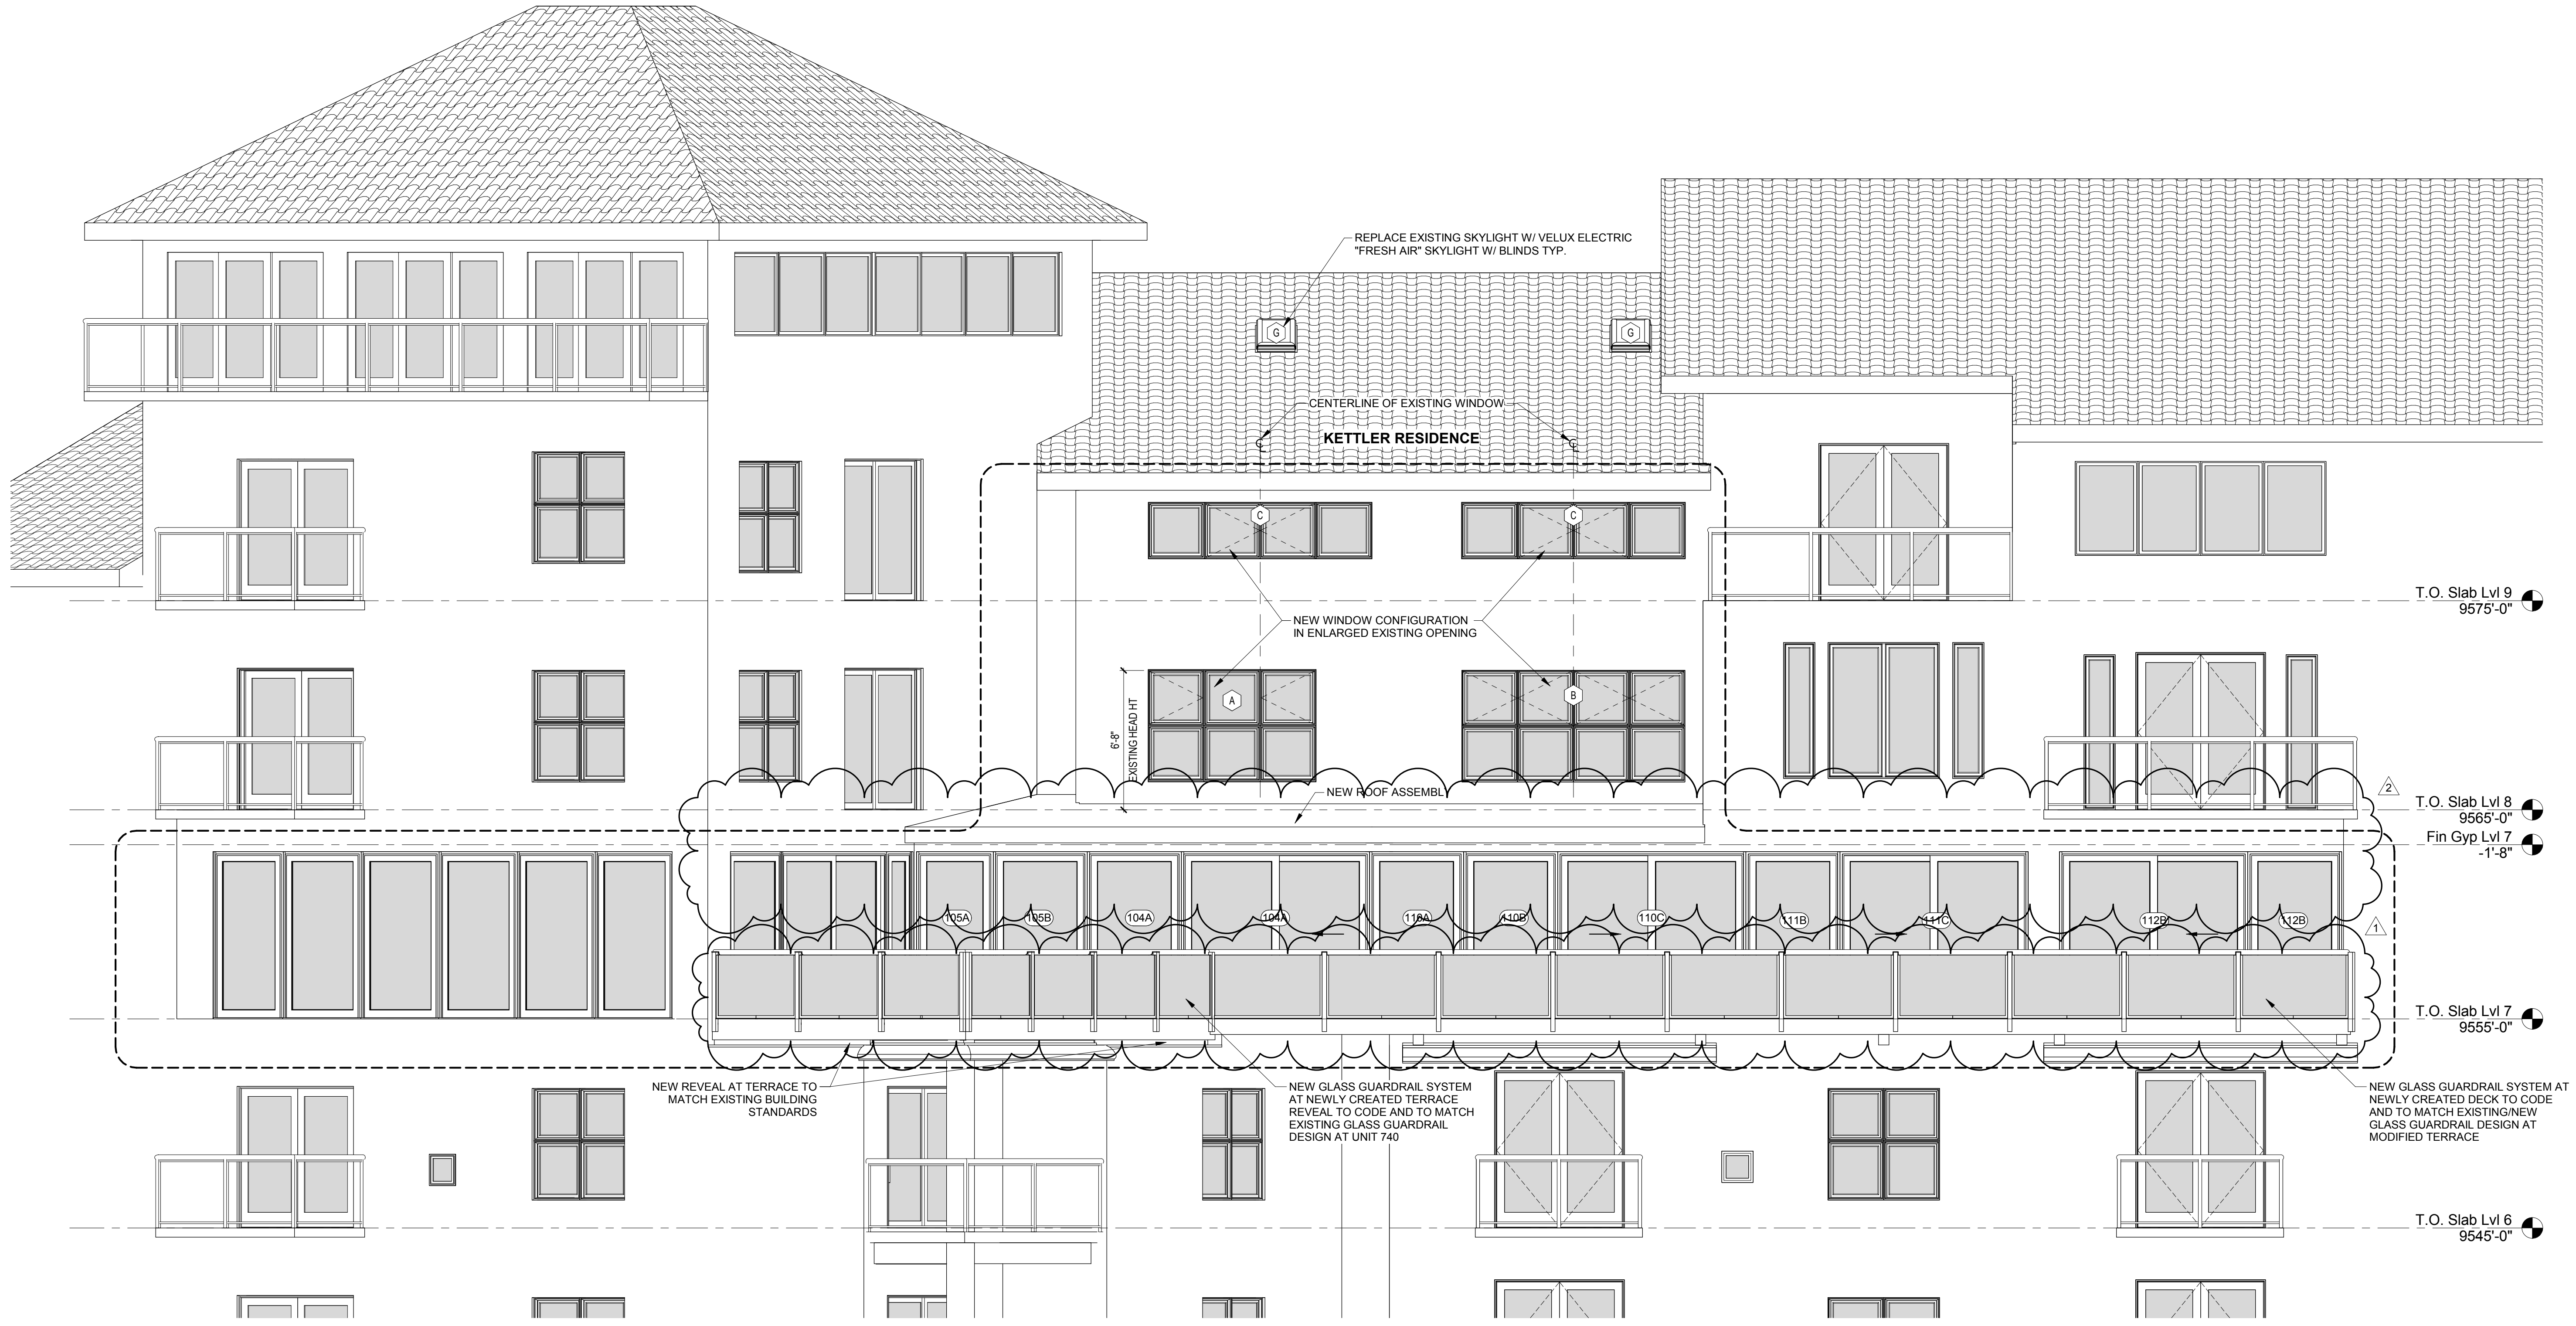 REPLACE EXISTING SKYLIGHT W/ VELUX ELECTRIC
"FRESH AIR" SKYLIGHT W/ BLINDS TYP.
G
G
CENTERLINE OF EXISTING WINDOW
KETTLER RESIDENCE
C
C
T.O. Slab Lvl 9
9575'-0"
NEW WINDOW CONFIGURATION
IN ENLARGED EXISTING OPENING
A
B
6'-8"
EXISTING HEAD HT
NEW ROOF ASSEMBL
2
T.O. Slab Lvl 8
9565'-0"
Fin Gyp Lvl 7
-1'-8"
105A
105B
104A
104A
110A
110B
110C
111B
111C
112B
112B
1
T.O. Slab Lvl 7
9555'-0"
NEW REVEAL AT TERRACE TO
MATCH EXISTING BUILDING
STANDARDS
NEW GLASS GUARDRAIL SYSTEM
AT NEWLY CREATED TERRACE
REVEAL TO CODE AND TO MATCH
EXISTING GLASS GUARDRAIL
DESIGN AT UNIT 740
NEW GLASS GUARDRAIL SYSTEM AT
NEWLY CREATED DECK TO CODE
AND TO MATCH EXISTING/NEW
GLASS GUARDRAIL DESIGN AT
MODIFIED TERRACE
T.O. Slab Lvl 6
9545'-0"